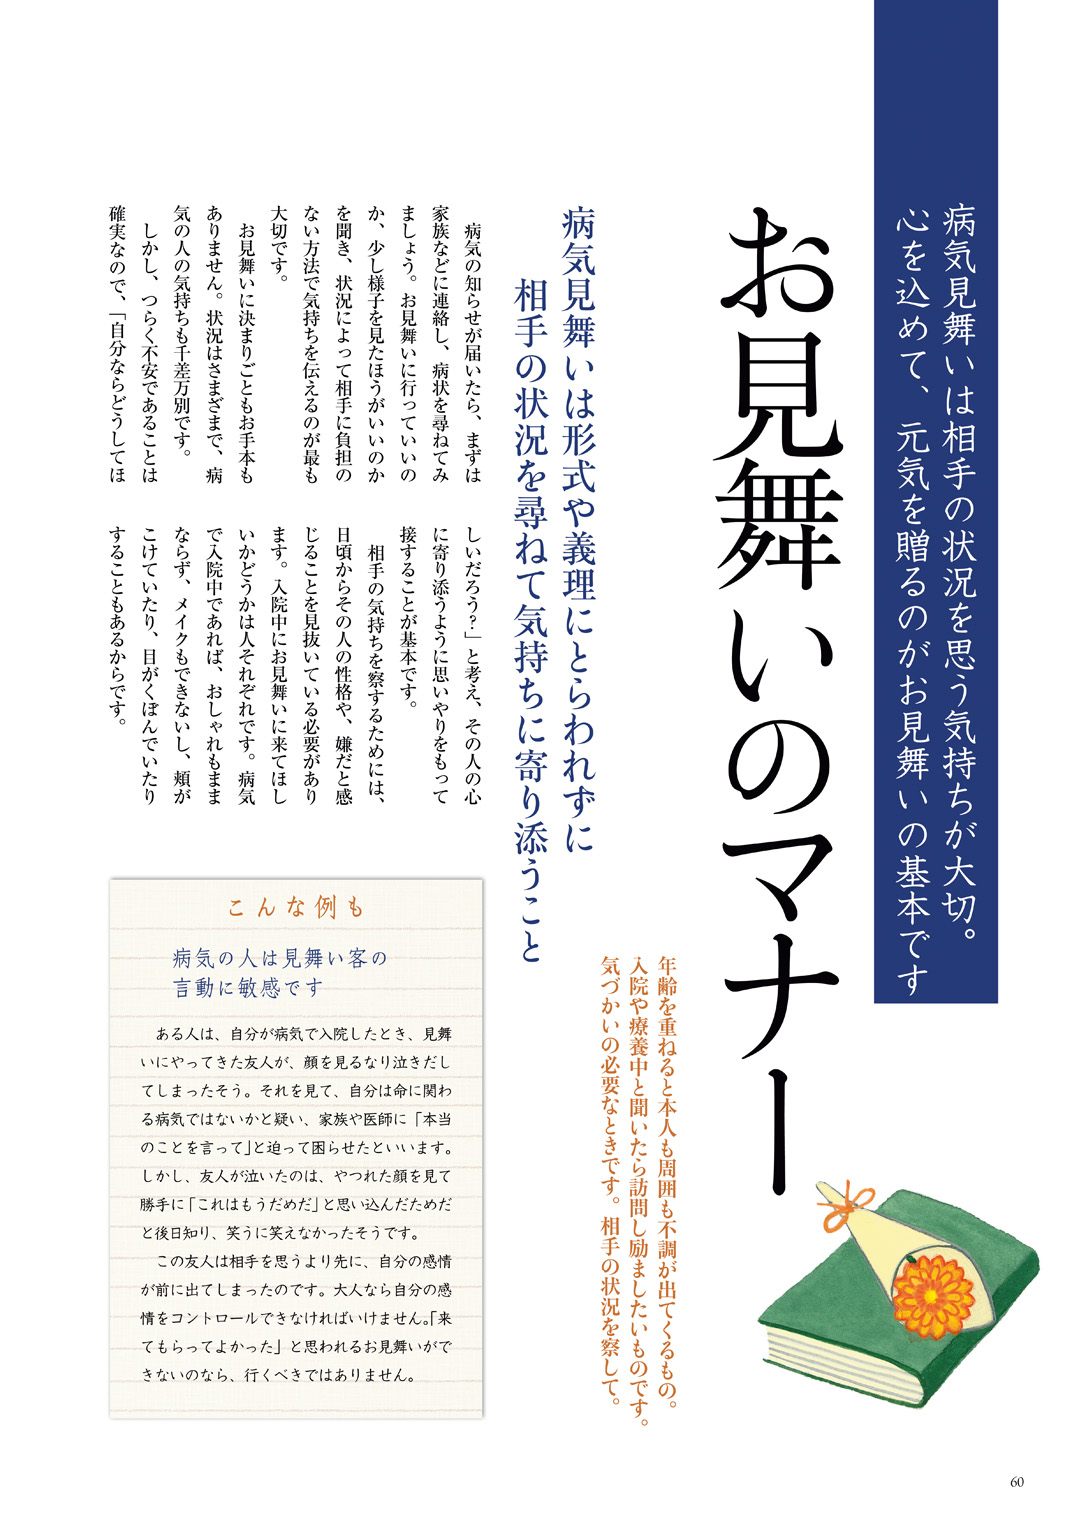 病気見舞いは相手の状況を思う気持ちが大切。
心を込めて、元気を贈るのがお見舞いの基本です
お見舞いのマナー
年齢を重ねると本人も周囲も不調が出てくるもの。
入院や療養中と聞いたら訪問し励ましたいものです。
気づかいの必要なときです。相手の状況を察して。
病気見舞いは形式や義理にとらわれずに
相手の状況を尋ねて気持ちに寄り添うこと
病気の知らせが届いたら、まずは
家族などに連絡し、病状を尋ねてみ
ましょう。お見舞いに行っていいの
か、少し様子を見たほうがいいのか
を聞き、状況によって相手に負担の
ない方法で気持ちを伝えるのが最も
大切です。
お見舞いに決まりごともお手本も
ありません。状況はさまざまで、病
気の人の気持ちも千差万別です。
しかし、つらく不安であることは
確実なので、「自分ならどうしてほ
しいだろう?」と考え、その人の心
に寄り添うように思いやりをもって
接することが基本です。
相手の気持ちを察するためには、
日頃からその人の性格や、嫌だと感
じることを見抜いている必要があり
ます。入院中にお見舞いに来てほし
いかどうかは人それぞれです。病気
で入院中であれば、おしゃれもまま
ならず、メイクもできないし、頬が
こけていたり、目がくぼんでいたり
することもあるからです。
こんな例も
病気の人は見舞い客の
言動に敏感です
ある人は、自分が病気で入院したとき、見舞
いにやってきた友人が、顔を見るなり泣きだし
てしまったそう。それを見て、自分は命に関わ
る病気ではないかと疑い、家族や医師に「本当
のことを言って」と迫って困らせたといいます。
しかし、友人が泣いたのは、やつれた顔を見て
勝手に「これはもうだめだ」と思い込んだためだ
と後日知り、笑うに笑えなかったそうです。
この友人は相手を思うより先に、自分の感情
が前に出てしまったのです。大人なら自分の感
情をコントロールできなければいけません。「来
てもらってよかった」と思われるお見舞いがで
きないのなら、行くべきではありません。
60